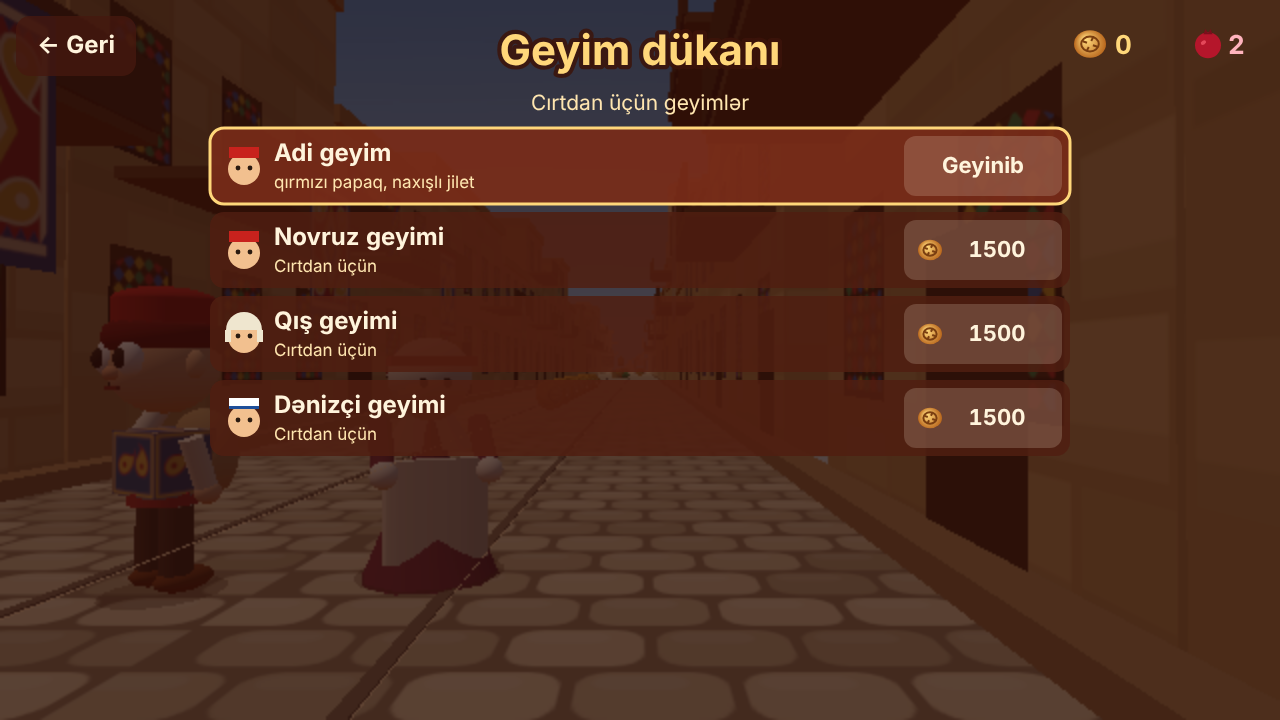 ← Geri
Geyim dükanı
0
2
Cırtdan üçün geyimlər
Adi geyim
qırmızı papaq, naxışlı jilet
Geyinib
Novruz geyimi
Cırtdan üçün
1500
Qış geyimi
Cırtdan üçün
1500
Dənizçi geyimi
Cırtdan üçün
1500